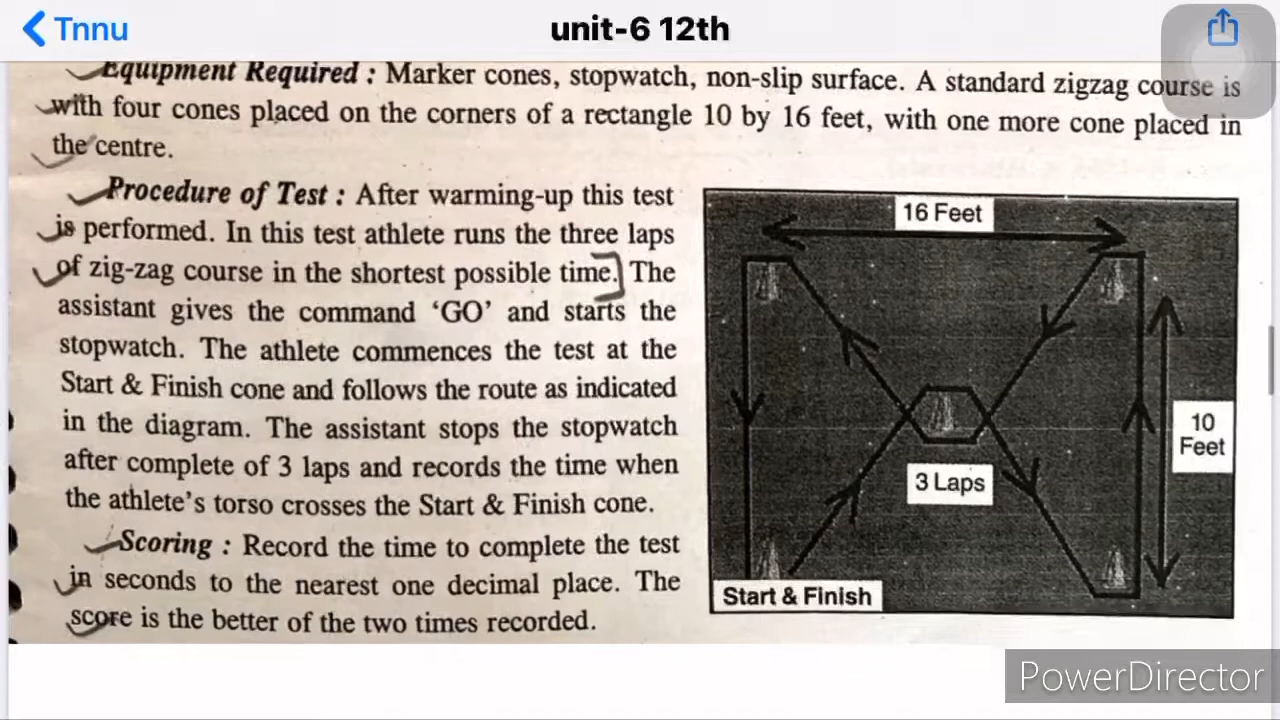 Tnnu
unit-6 12th
Equipment Required : Marker cones, stopwatch, non-slip surface. A standard zigzag course is
with four cones placed on the corners of a rectangle 10 by 16 feet, with one more cone placed in
the centre.
Procedure of Test : After warming-up this test
is performed. In this test athlete runs the three laps
of zig-zag course in the shortest possible time. The
assistant gives the command ‘GO’ and starts the
stopwatch. The athlete commences the test at the
Start & Finish cone and follows the route as indicated
in the diagram. The assistant stops the stopwatch
after complete of 3 laps and records the time when
the athlete’s torso crosses the Start & Finish cone.
Scoring : Record the time to complete the test
in seconds to the nearest one decimal place. The
score is the better of the two times recorded.
16 Feet
10
Feet
3 Laps
Start & Finish
PowerDirector